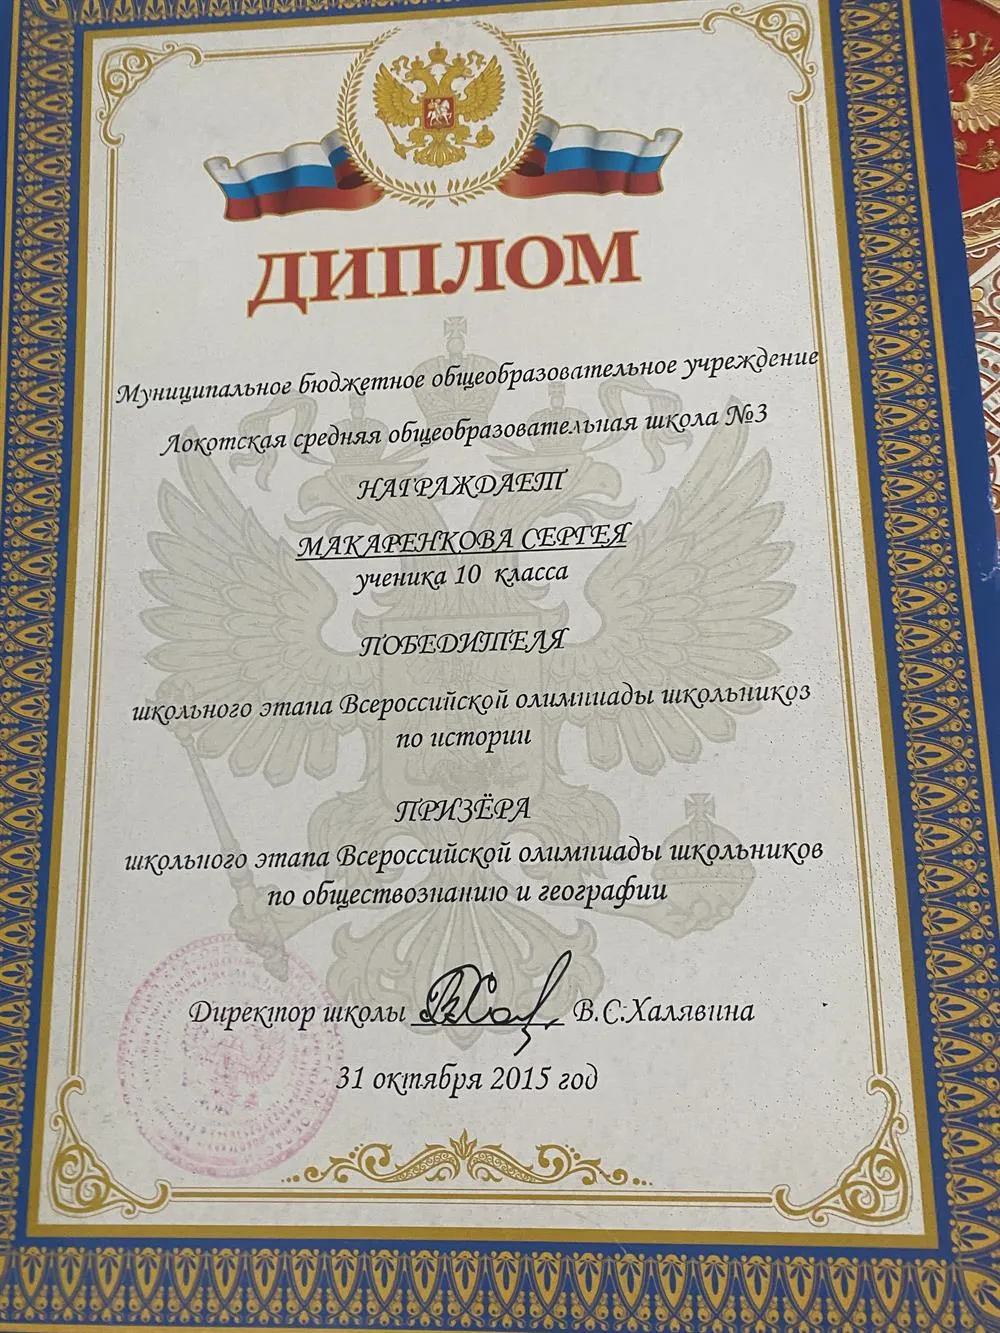 ДИПЛОМ
Муниципальное бюджетное общеобразовательное учреждение
Локотская средняя общеобразовательная школа №3
НАГРАЖДАЕТ
МАКАРЕНКОВА СЕРГЕЯ
ученика 10 класса
ПОБЕДИТЕЛЯ
школьного этапа Всероссийской олимпиады школьников
по истории
ПРИЗЁРА
школьного этапа Всероссийской олимпиады школьников
по обществознанию и географии
Директор школы В.С.Халявина
31 октября 2015 год